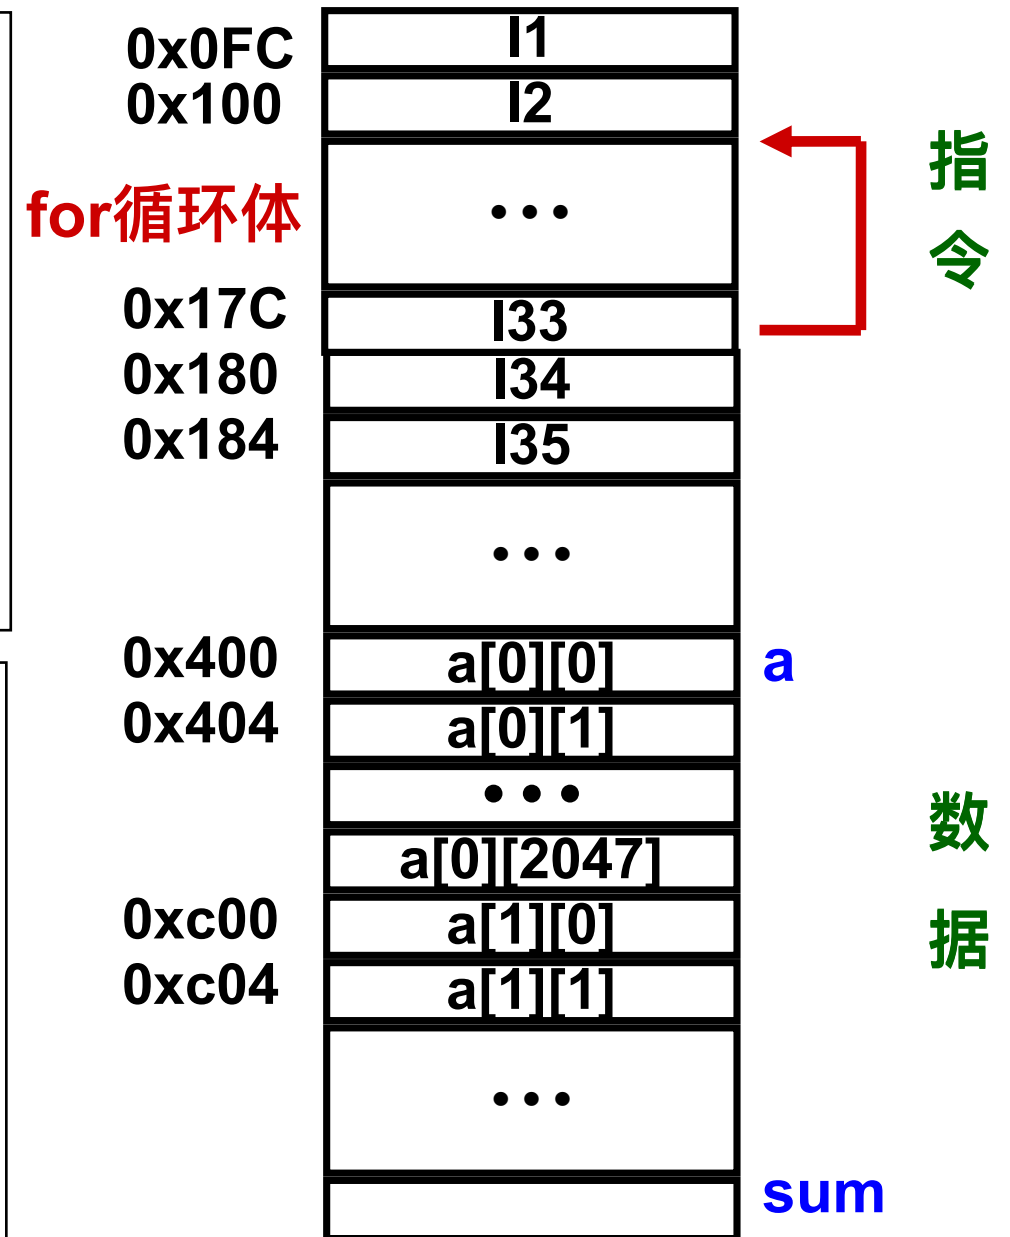 0x0FC I1
0x100 I2
for循环体 •••
指
令
0x17C I33
0x180 I34
0x184 I35
•••
0x400 a[0][0] a
0x404 a[0][1]
•••
数
a[0][2047]
0xc00 a[1][0]
据
0xc04 a[1][1]
•••
sum